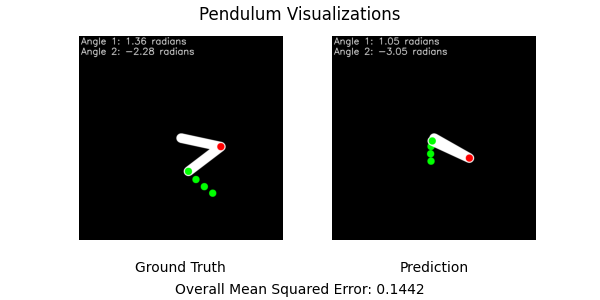 Pendulum Visualizations
Angle 1: 1.36 radians
Angle 2: −2.28 radians
Angle 1: 1.05 radians
Angle 2: −3.05 radians
Ground Truth
Prediction
Overall Mean Squared Error: 0.1442